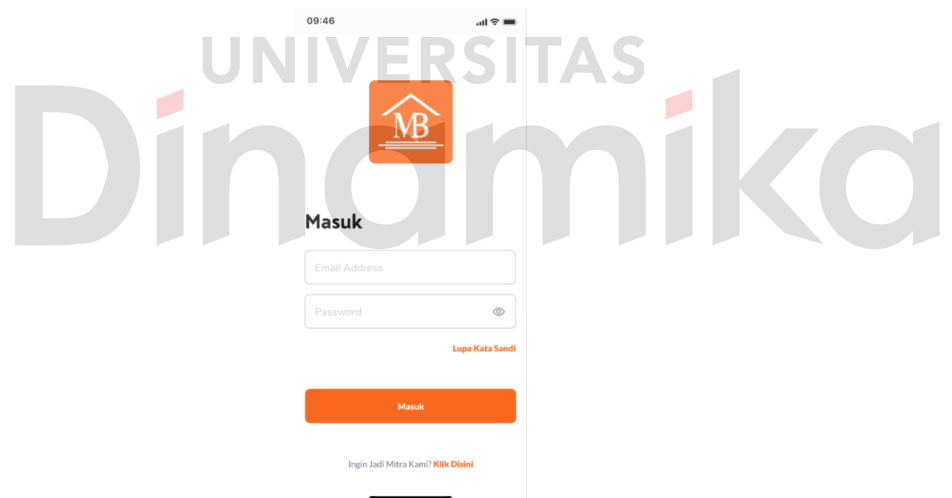 09:46
UNIVERSITAS
Dinamika
MB
Masuk
Email Address
Password
Lupa Kata Sandi
Masuk
Ingin Jadi Mitra Kami? Klik Disini